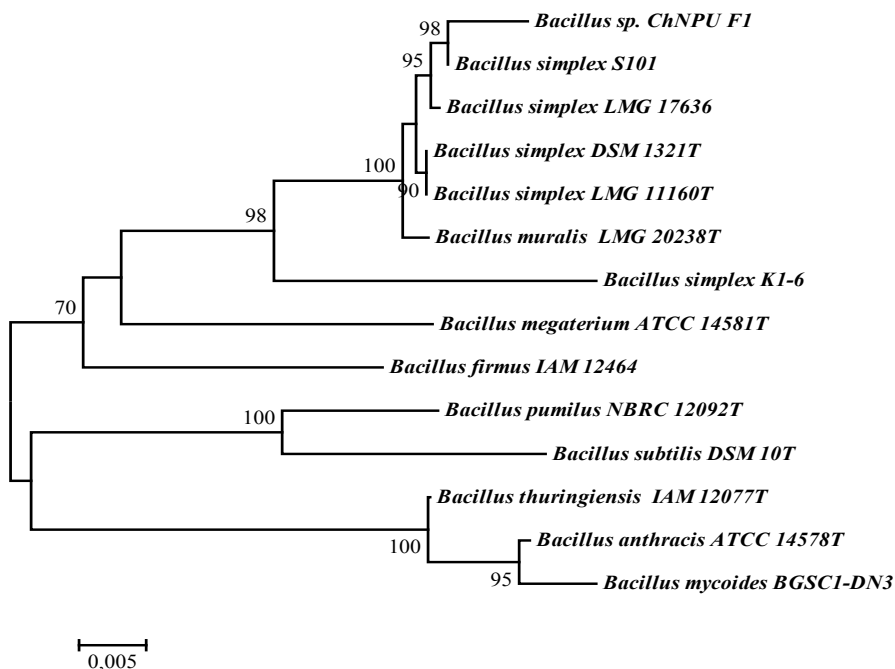 Bacillus sp. ChNPU F1
98
Bacillus simplex S101
95
Bacillus simplex LMG 17636
Bacillus simplex DSM 1321T
100
90
Bacillus simplex LMG 11160T
98
Bacillus muralis LMG 20238T
Bacillus simplex K1-6
70
Bacillus megaterium ATCC 14581T
Bacillus firmus IAM 12464
Bacillus pumilus NBRC 12092T
100
Bacillus subtilis DSM 10T
Bacillus thuringiensis IAM 12077T
100
Bacillus anthracis ATCC 14578T
95
Bacillus mycoides BGSC1-DN3
0,005